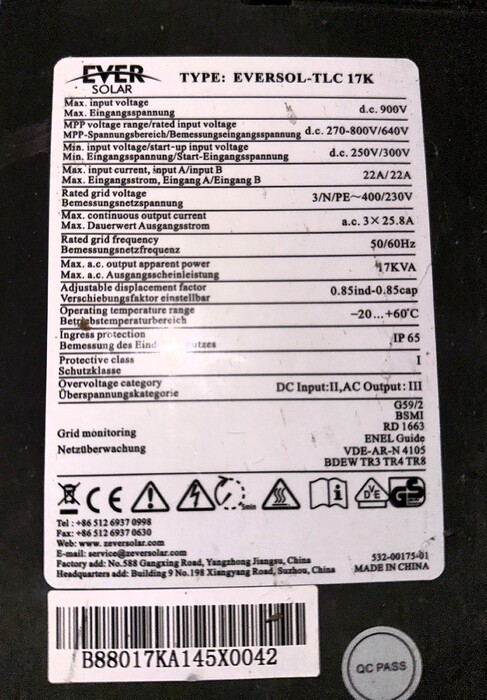 EVER
SOLAR
TYPE: EVERSOL-TLC 17K
Max. input voltage
Max. Eingangsspannung
d.c. 900V
MPP voltage range/rated input voltage
MPP-Spannungsbereich/Bemessungseingangsspannung
d.c. 270-800V/640V
Min. input voltage/start-up input voltage
Min. Eingangsspannung/Start-Eingangsspannung
d.c. 250V/300V
Max. input current, input A/input B
Max. Eingangsstrom, Eingang A/Eingang B
22A/22A
Rated grid voltage
Bemessungsnetzspannung
3/N/PE~400/230V
Max. continuous output current
Max. Dauerwert Ausgangsstrom
a.c. 3×25.8A
Rated grid frequency
Bemessungsnetzfrequenz
50/60Hz
Max. a.c. output apparent power
Max. a.c. Ausgangsscheinleistung
17KVA
Adjustable displacement factor
Verschiebungsfaktor einstellbar
0.85ind-0.85cap
Operating temperature range
Betriebstemperaturbereich
-20...+60°C
Ingress protection
Bemessung des Eind utzes
IP 65
Protective class
Schutzklasse
I
Overvoltage category
Überspannungskategorie
DC Input:II,AC Output: III
Grid monitoring
Netzüberwachung
G59/2
BSMI
RD 1663
ENEL Guide
VDE-AR-N 4105
BDEW TR3 TR4 TR8
5min
DVE
GS
Tel : +86 512 6937 0998
Fax: +86 512 6937 0630
Web: www. zeversolar.com
E-mail: service@zeversolar.com
Factory add: No.588 Gangxing Road, Yangzhong Jiangsu, China
Headquarters add: Building 9 No.198 Xiangyang Road, Suzhou, China
532-00175-01
MADE IN CHINA
B88017KA145X0042
QC PASS